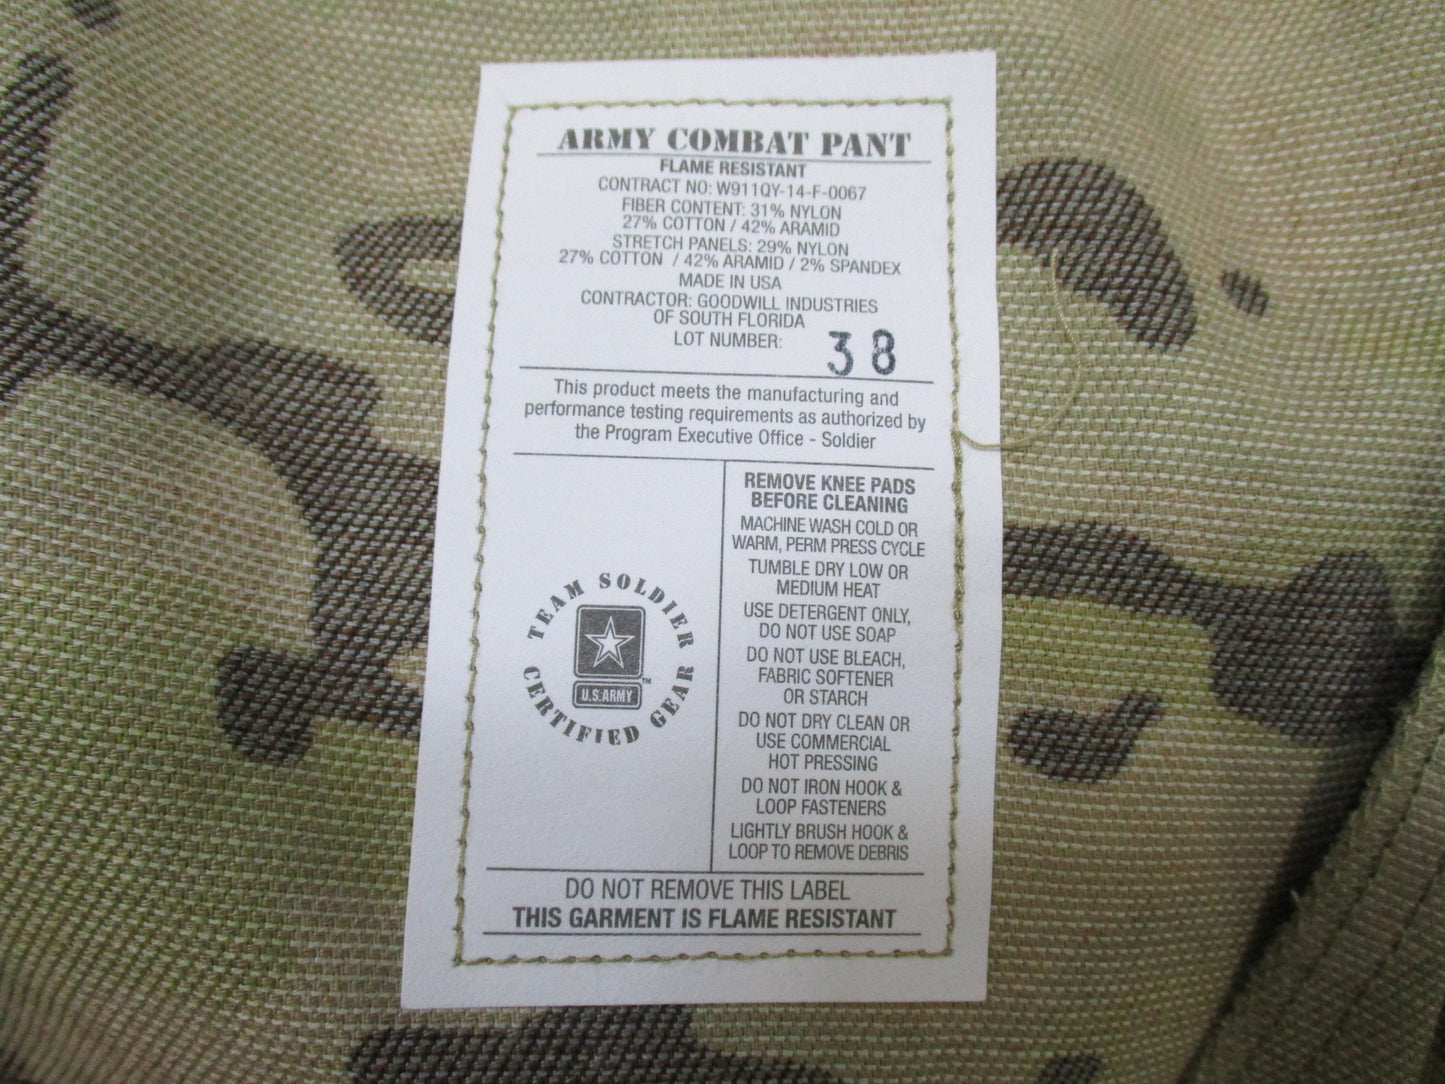 ARMY COMBAT PANT
FLAME RESISTANT
CONTRACT NO: W911QY-14-F-0067
FIBER CONTENT: 31% NYLON
27% COTTON / 42% ARAMID
STRETCH PANELS: 29% NYLON
27% COTTON / 42% ARAMID / 2% SPANDEX
MADE IN USA
CONTRACTOR: GOODWILL INDUSTRIES
OF SOUTH FLORIDA
LOT NUMBER: 38
This product meets the manufacturing and
performance testing requirements as authorized by
the Program Executive Office - Soldier
TEAM SOLDIER
U.S.ARMY™
CERTIFIED GEAR
REMOVE KNEE PADS
BEFORE CLEANING
MACHINE WASH COLD OR
WARM, PERM PRESS CYCLE
TUMBLE DRY LOW OR
MEDIUM HEAT
USE DETERGENT ONLY,
DO NOT USE SOAP
DO NOT USE BLEACH,
FABRIC SOFTENER
OR STARCH
DO NOT DRY CLEAN OR
USE COMMERCIAL
HOT PRESSING
DO NOT IRON HOOK &
LOOP FASTENERS
LIGHTLY BRUSH HOOK &
LOOP TO REMOVE DEBRIS
DO NOT REMOVE THIS LABEL
THIS GARMENT IS FLAME RESISTANT